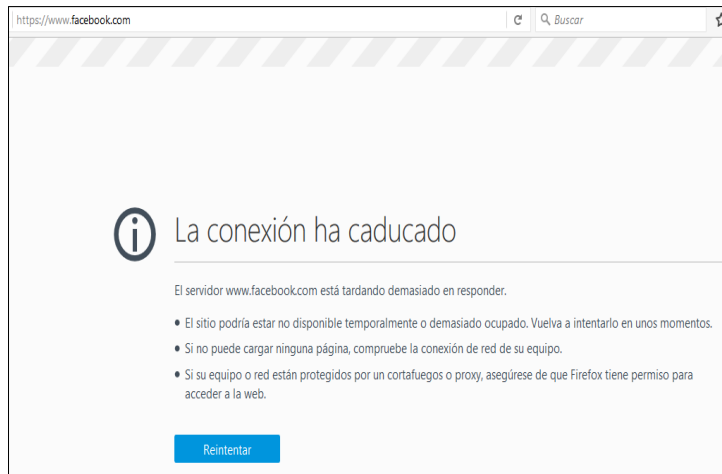 https://www.facebook.com
Buscar
La conexión ha caducado
El servidor www.facebook.com está tardando demasiado en responder.
• El sitio podría estar no disponible temporalmente o demasiado ocupado. Vuelva a intentarlo en unos momentos.
• Si no puede cargar ninguna página, compruebe la conexión de red de su equipo.
• Si su equipo o red están protegidos por un cortafuegos o proxy, asegúrese de que Firefox tiene permiso para
acceder a la web.
Reintentar